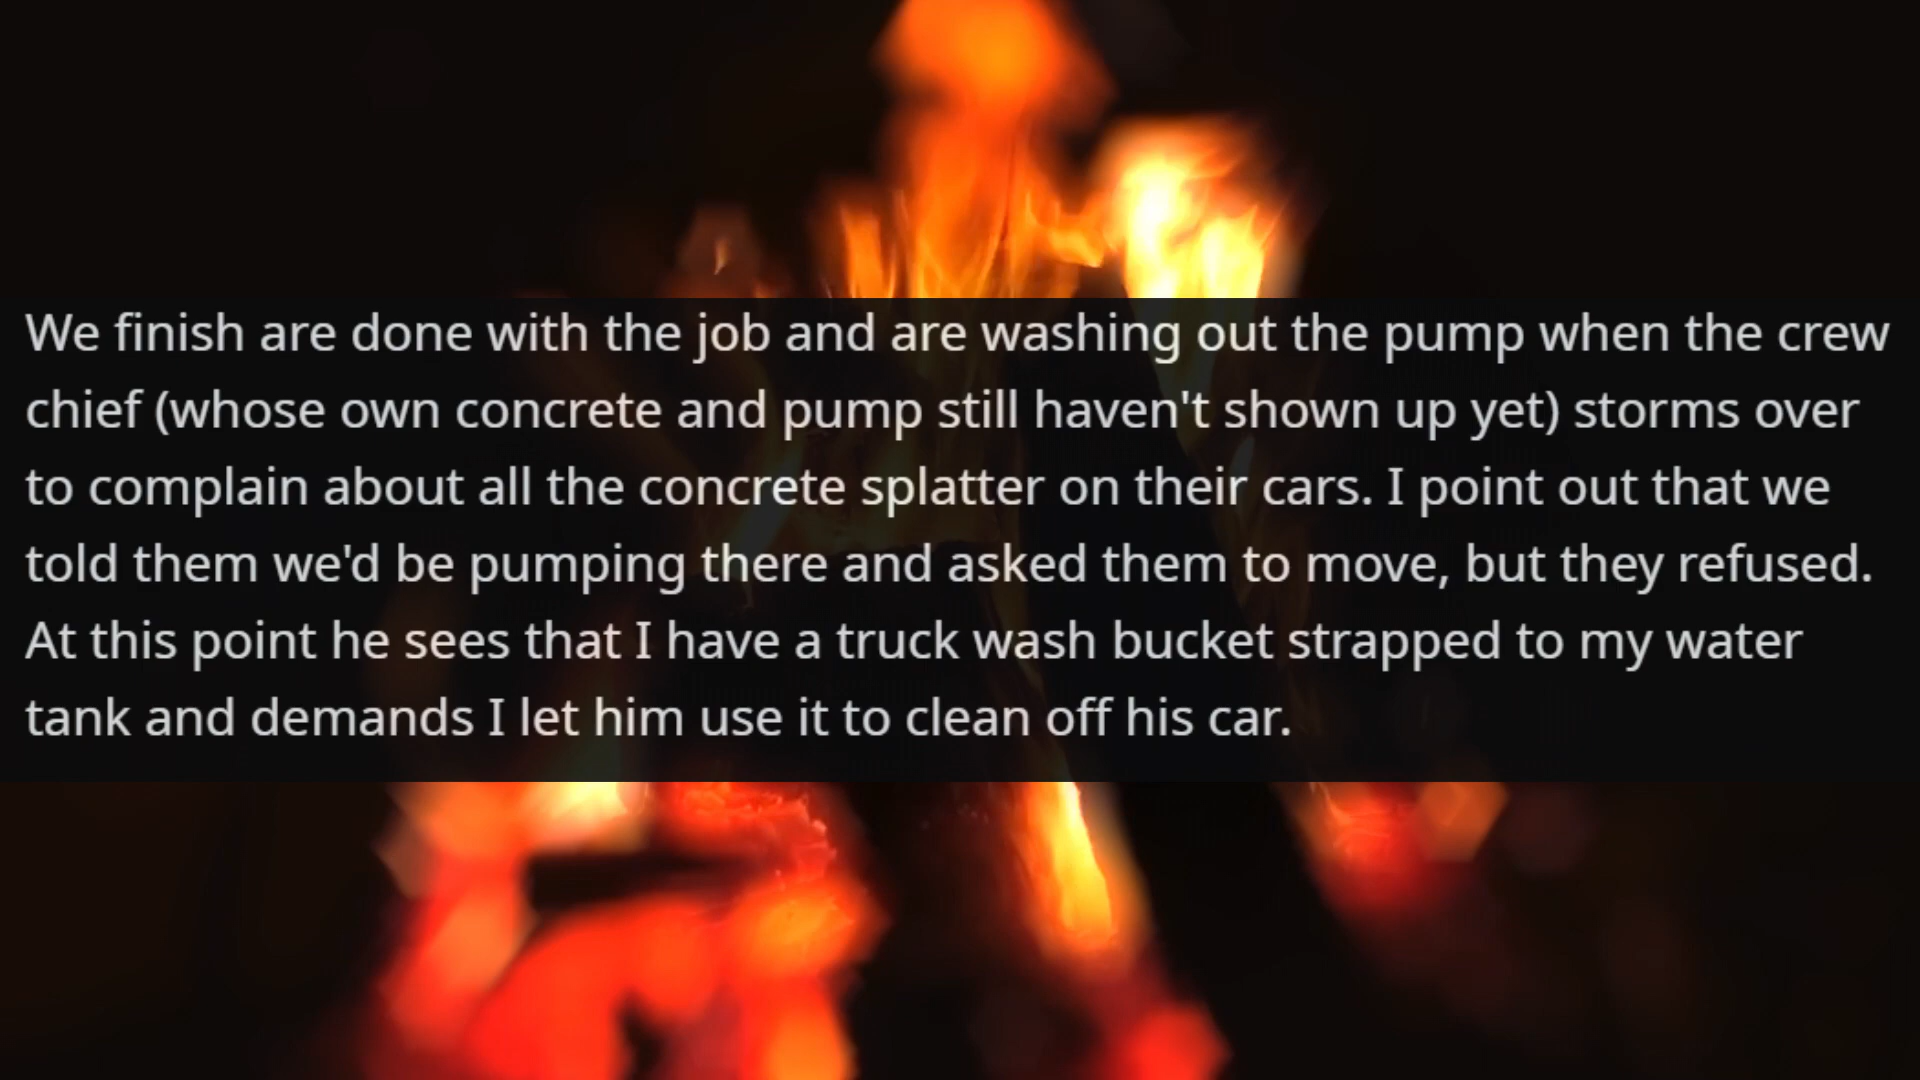 We finish are done with the job and are washing out the pump when the crew
chief (whose own concrete and pump still haven't shown up yet) storms over
to complain about all the concrete splatter on their cars. I point out that we
told them we'd be pumping there and asked them to move, but they refused.
At this point he sees that I have a truck wash bucket strapped to my water
tank and demands I let him use it to clean off his car.